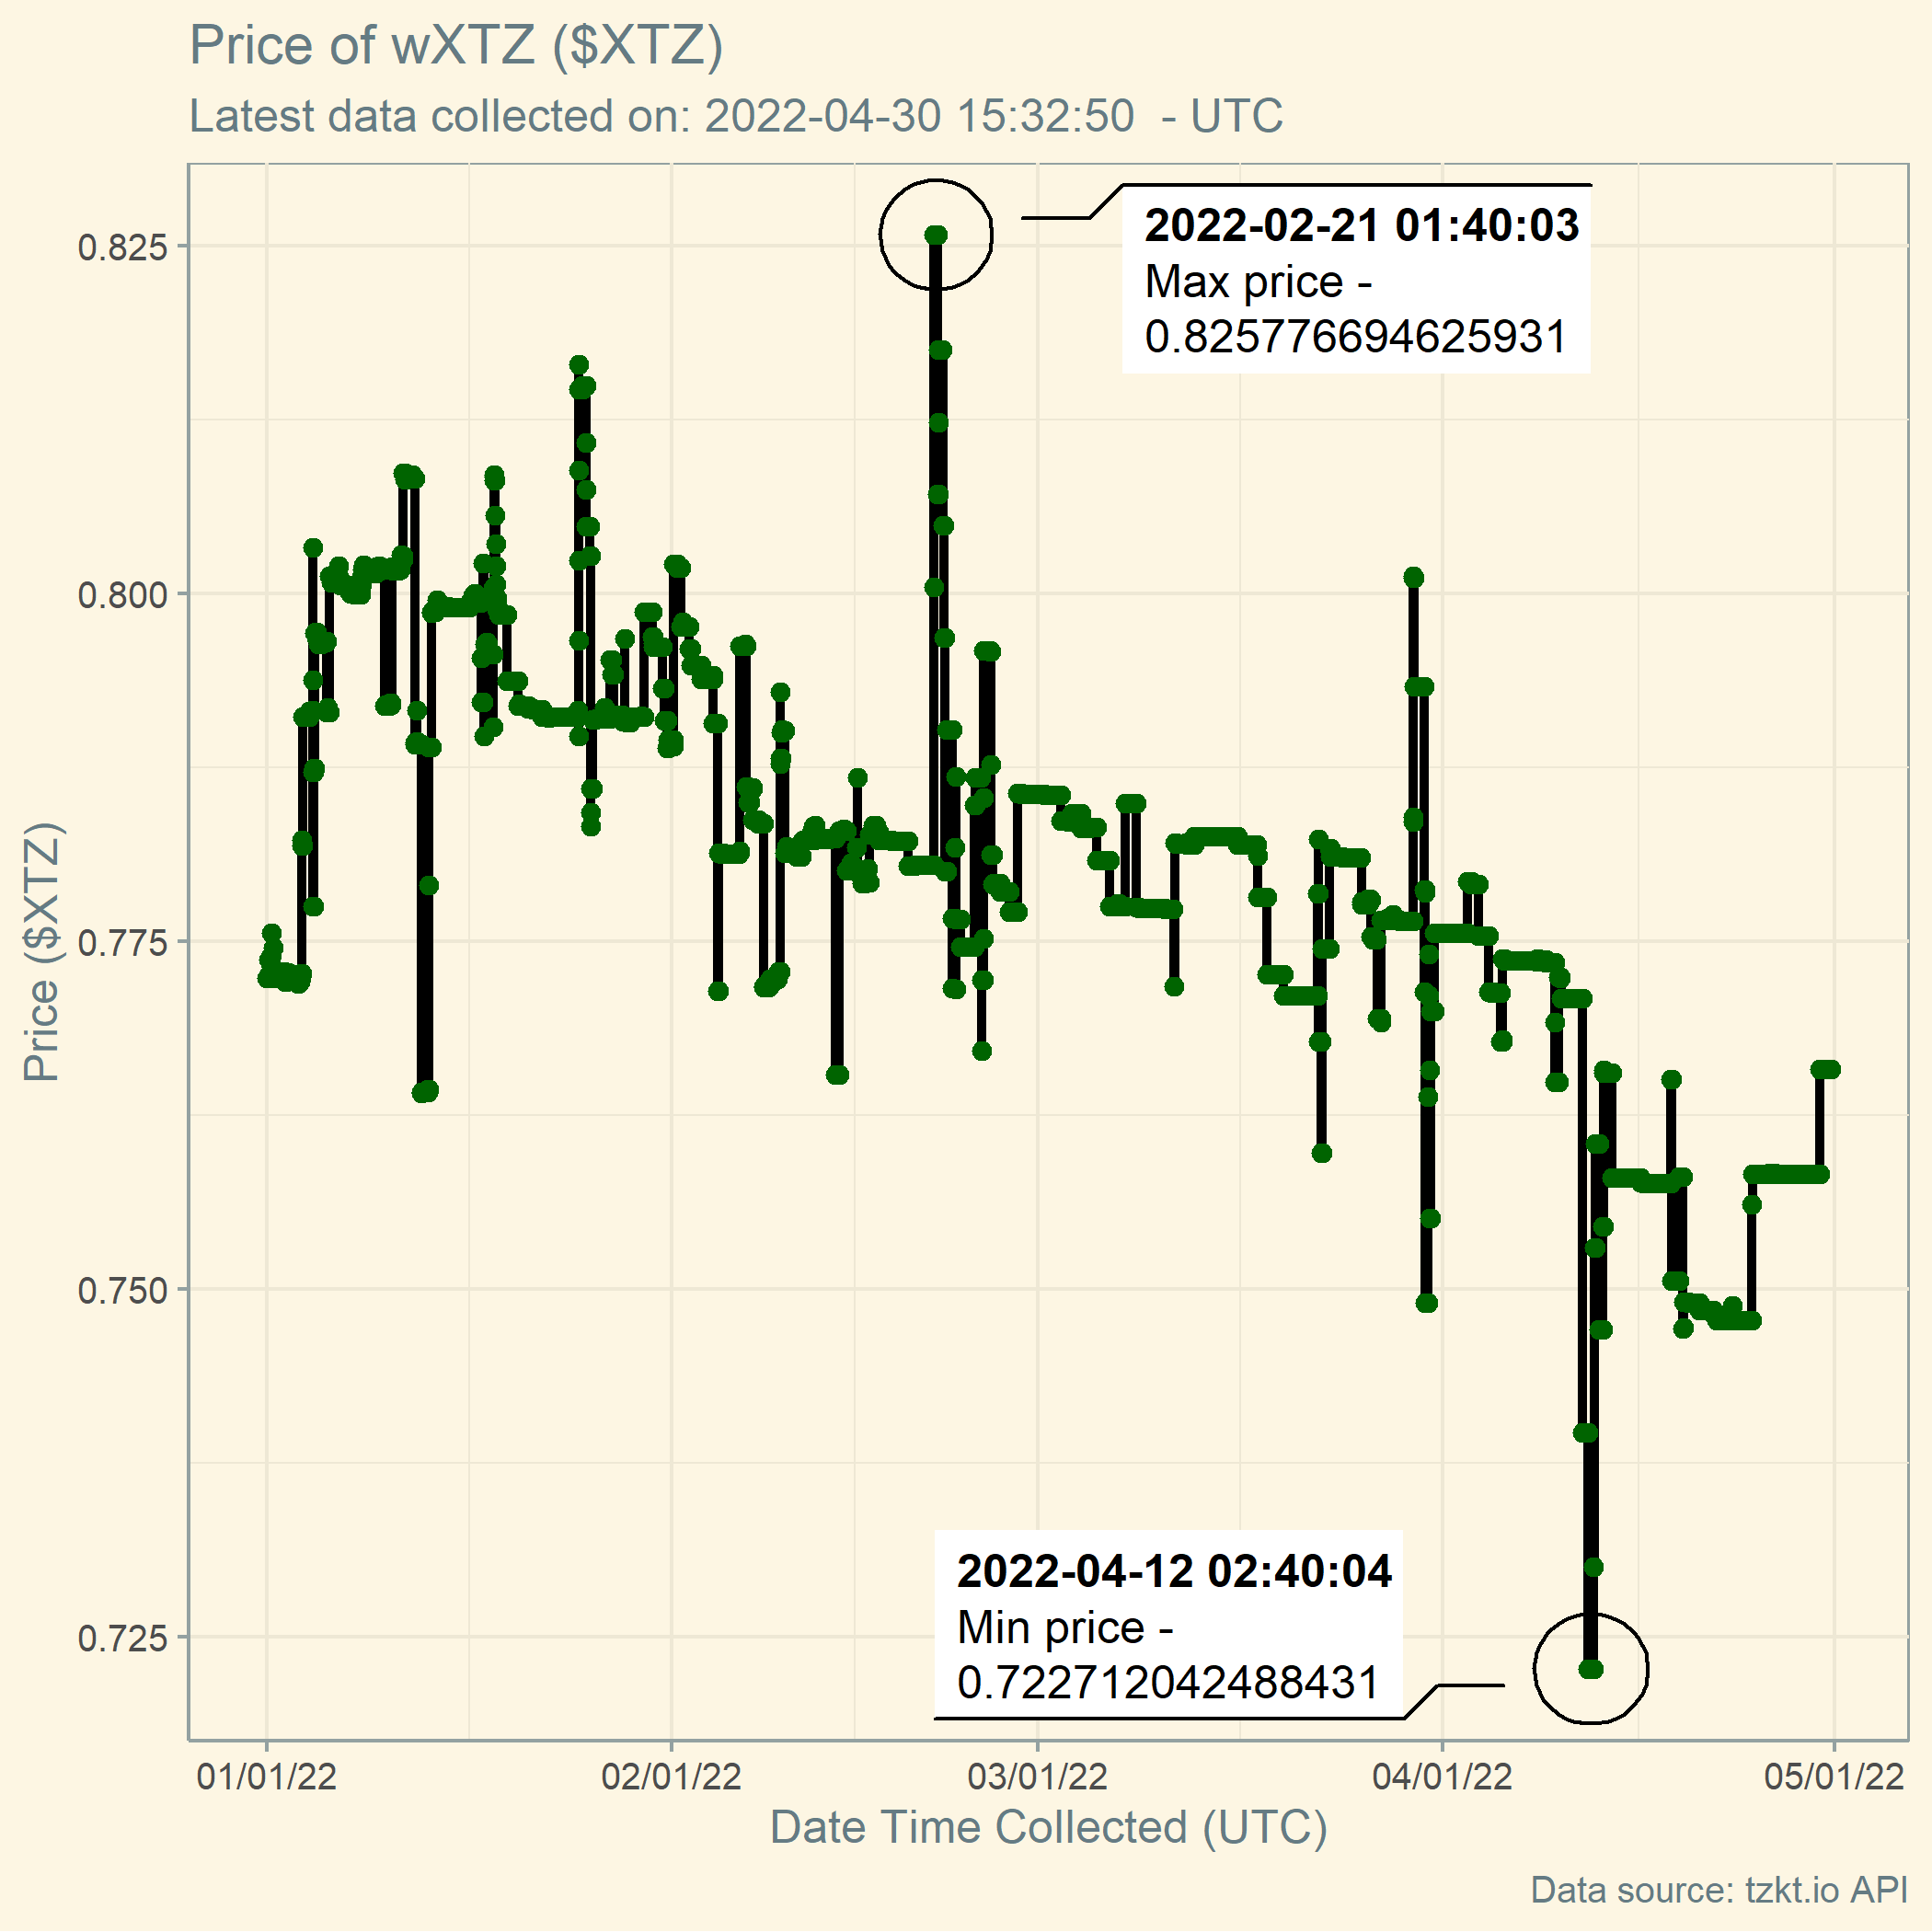 Price of wXTZ ($XTZ)
Latest data collected on: 2022-04-30 15:32:50  - UTC
2022-02-21 01:40:03
Max price -
0.825776694625931
0.825
0.800
0.775
0.750
0.725
Price ($XTZ)
2022-04-12 02:40:04
Min price -
0.722712042488431
01/01/22
02/01/22
03/01/22
04/01/22
05/01/22
Date Time Collected (UTC)
Data source: tzkt.io API